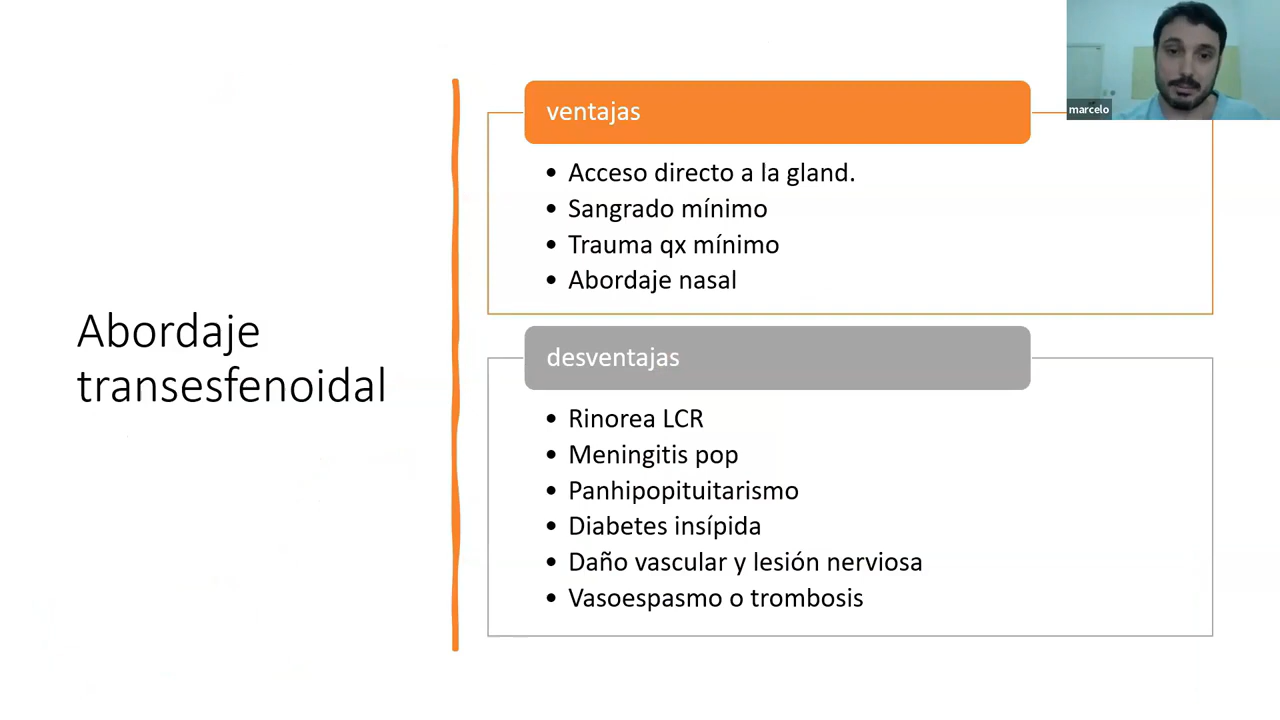 marcelo
Abordaje
transesfenoidal
ventajas
• Acceso directo a la gland.
• Sangrado mínimo
• Trauma qx mínimo
• Abordaje nasal
desventajas
• Rinorea LCR
• Meningitis pop
• Panhipopituitarismo
• Diabetes insípida
• Daño vascular y lesión nerviosa
• Vasoespasmo o trombosis